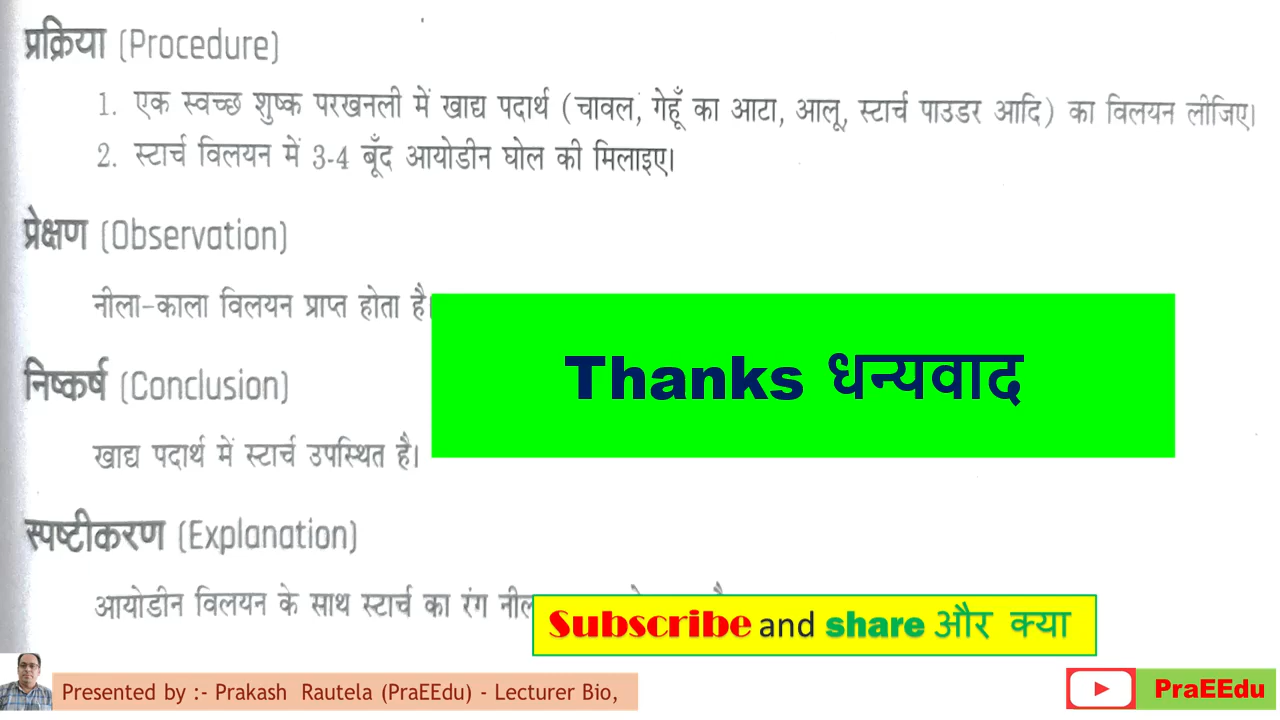 प्रक्रिया (Procedure)
1. एक स्वच्छ शुष्क परखनली में खाद्य पदार्थ (चावल, गेहूँ का आटा, आलू, स्टार्च पाउडर आदि) का विलयन लीजिए।
2. स्टार्च विलयन में 3-4 बूँद आयोडीन घोल की मिलाइए।
प्रेक्षण (Observation)
नीला-काला विलयन प्राप्त होता है।
Thanks धन्यवाद
निष्कर्ष (Conclusion)
खाद्य पदार्थ में स्टार्च उपस्थित है।
स्पष्टीकरण (Explanation)
आयोडीन विलयन के साथ स्टार्च का रंग
Subscribe and share और क्या
Presented by :- Prakash Rautela (PraEEdu) - Lecturer Bio,
PraEEdu